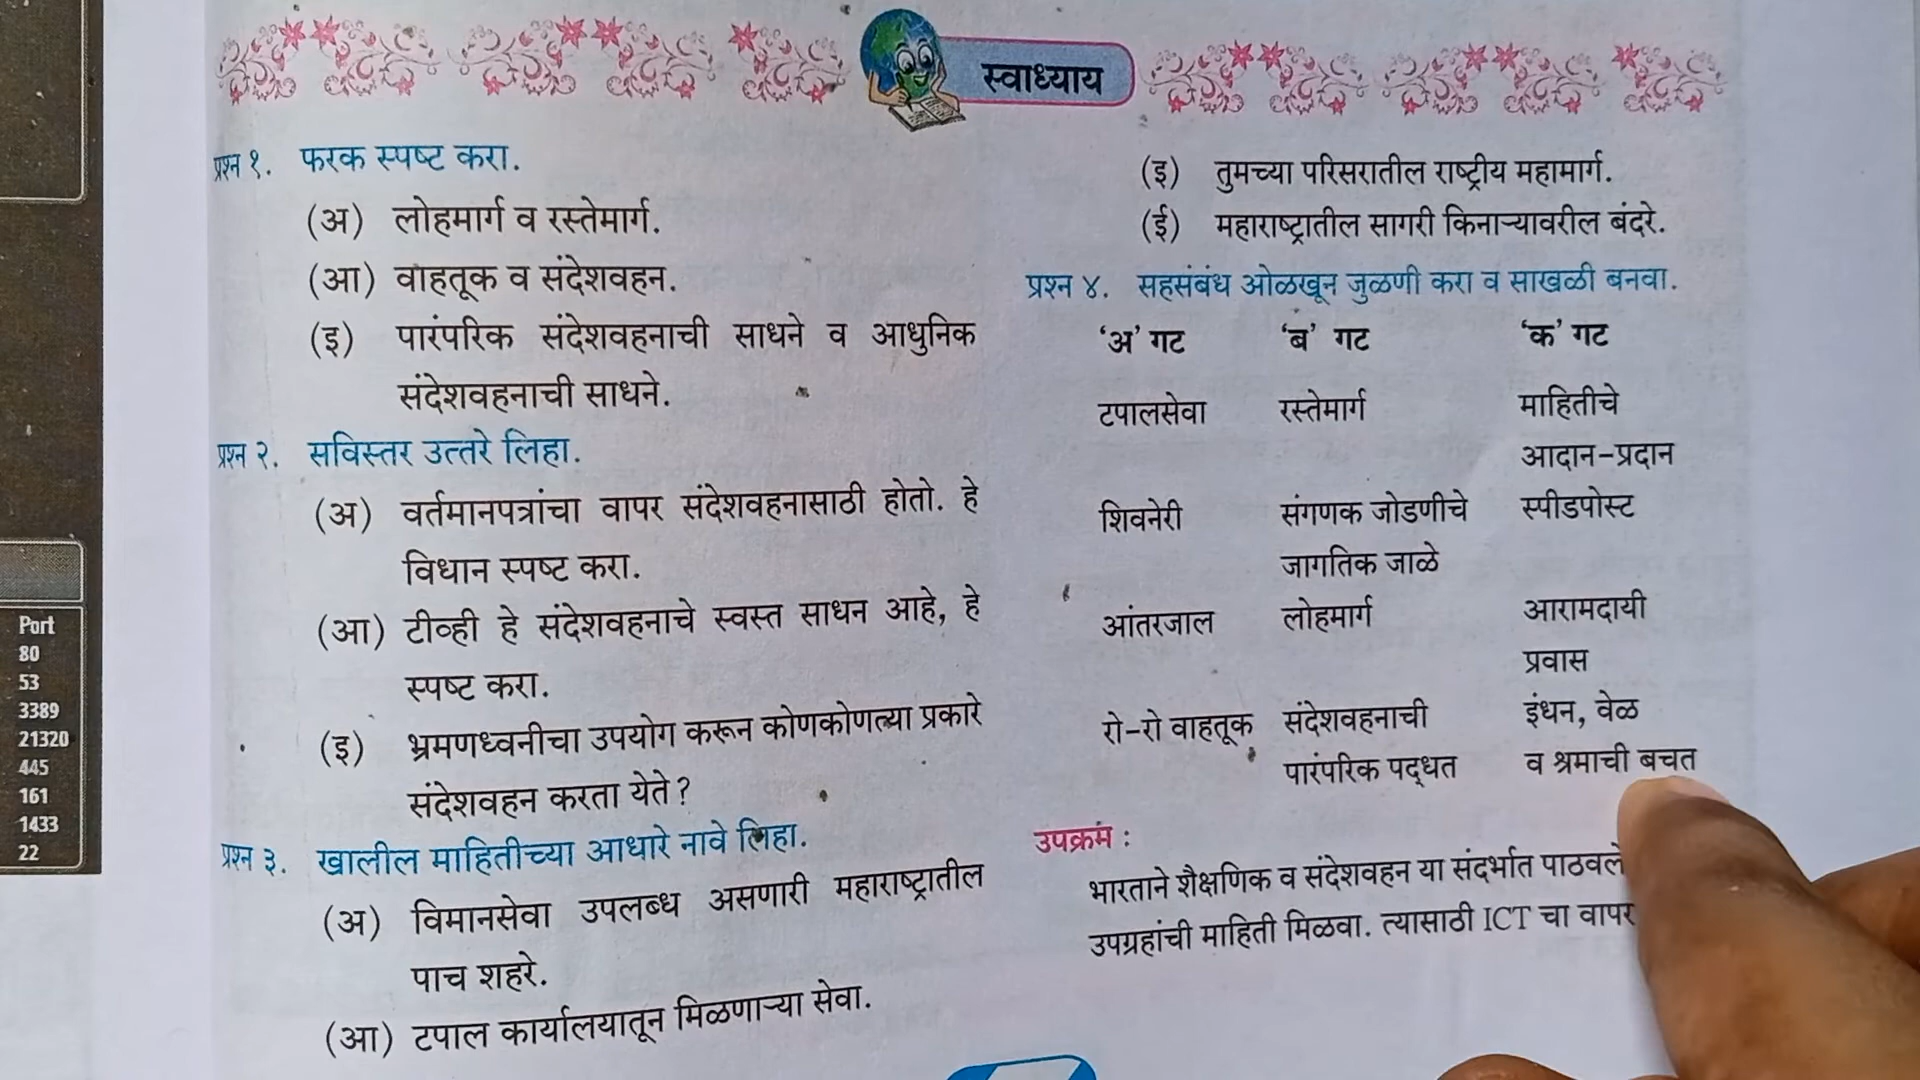 स्वाध्याय
प्रश्न १. फरक स्पष्ट करा.
(अ) लोहमार्ग व रस्तेमार्ग.
(आ) वाहतूक व संदेशवहन.
(इ) पारंपरिक संदेशवहनाची साधने व आधुनिक
संदेशवहनाची साधने.
प्रश्न २. सविस्तर उत्तरे लिहा.
(अ) वर्तमानपत्रांचा वापर संदेशवहनासाठी होतो. हे
विधान स्पष्ट करा.
(आ) टीव्ही हे संदेशवहनाचे स्वस्त साधन आहे, हे
स्पष्ट करा.
(इ) भ्रमणध्वनीचा उपयोग करून कोणकोणत्या प्रकारे
संदेशवहन करता येते?
प्रश्न ३. खालील माहितीच्या आधारे नावे लिहा.
(अ) विमानसेवा उपलब्ध असणारी महाराष्ट्रातील
पाच शहरे.
(आ) टपाल कार्यालयातून मिळणाऱ्या सेवा.
(इ) तुमच्या परिसरातील राष्ट्रीय महामार्ग.
(ई) महाराष्ट्रातील सागरी किनाऱ्यावरील बंदरे.
प्रश्न ४. सहसंबंध ओळखून जुळणी करा व साखळी बनवा.
‘अ’ गट ‘ब’ गट ‘क’ गट
टपालसेवा रस्तेमार्ग माहितीचे
आदान-प्रदान
शिवनेरी संगणक जोडणीचे स्पीडपोस्ट
जागतिक जाळे
आंतरजाल लोहमार्ग आरामदायी
प्रवास
रो-रो वाहतूक संदेशवहनाची इंधन, वेळ
पारंपरिक पद्धत व श्रमाची बचत
उपक्रम :
भारताने शैक्षणिक व संदेशवहन या संदर्भात पाठवले
उपग्रहांची माहिती मिळवा. त्यासाठी ICT चा वापर
Port
80
53
3389
21320
445
161
1433
22